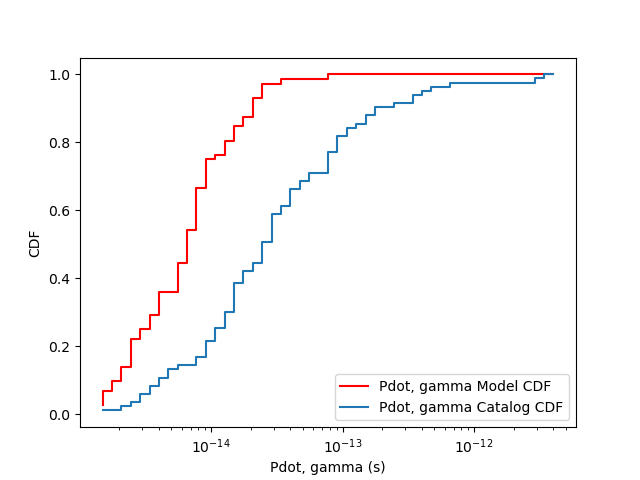 1.0
0.8
0.6
0.4
0.2
0.0
CDF
10⁻¹⁴
10⁻¹³
10⁻¹²
Pdot, gamma (s)
Pdot, gamma Model CDF
Pdot, gamma Catalog CDF